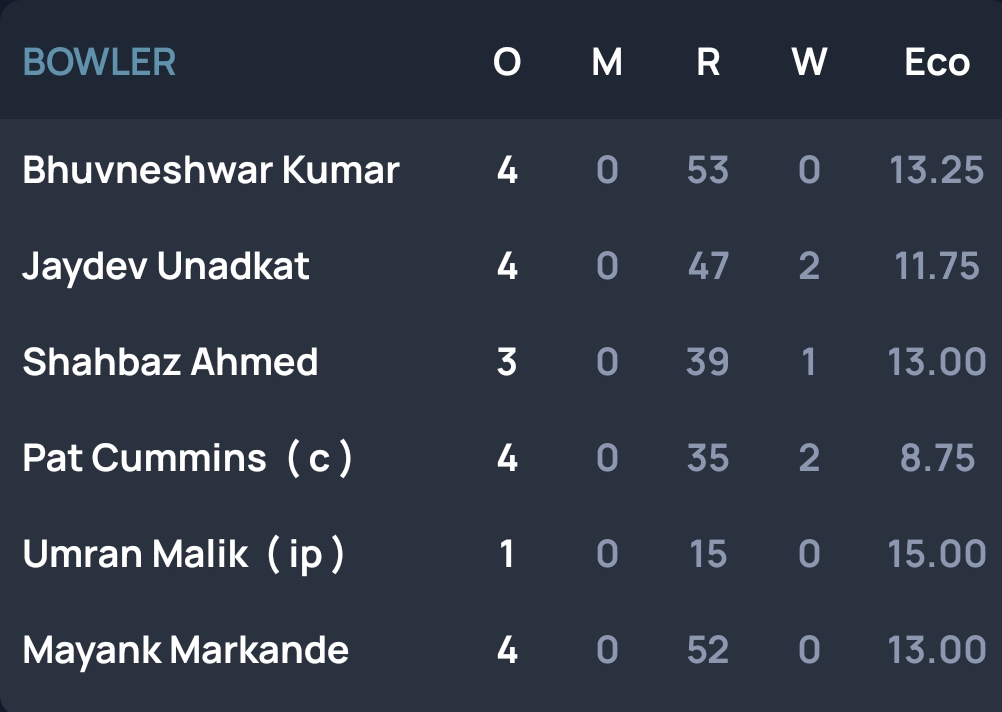 BOWLER O M R W Eco
Bhuvneshwar Kumar 4 0 53 0 13.25
Jaydev Unadkat 4 0 47 2 11.75
Shahbaz Ahmed 3 0 39 1 13.00
Pat Cummins ( c ) 4 0 35 2 8.75
Umran Malik ( ip ) 1 0 15 0 15.00
Mayank Markande 4 0 52 0 13.00